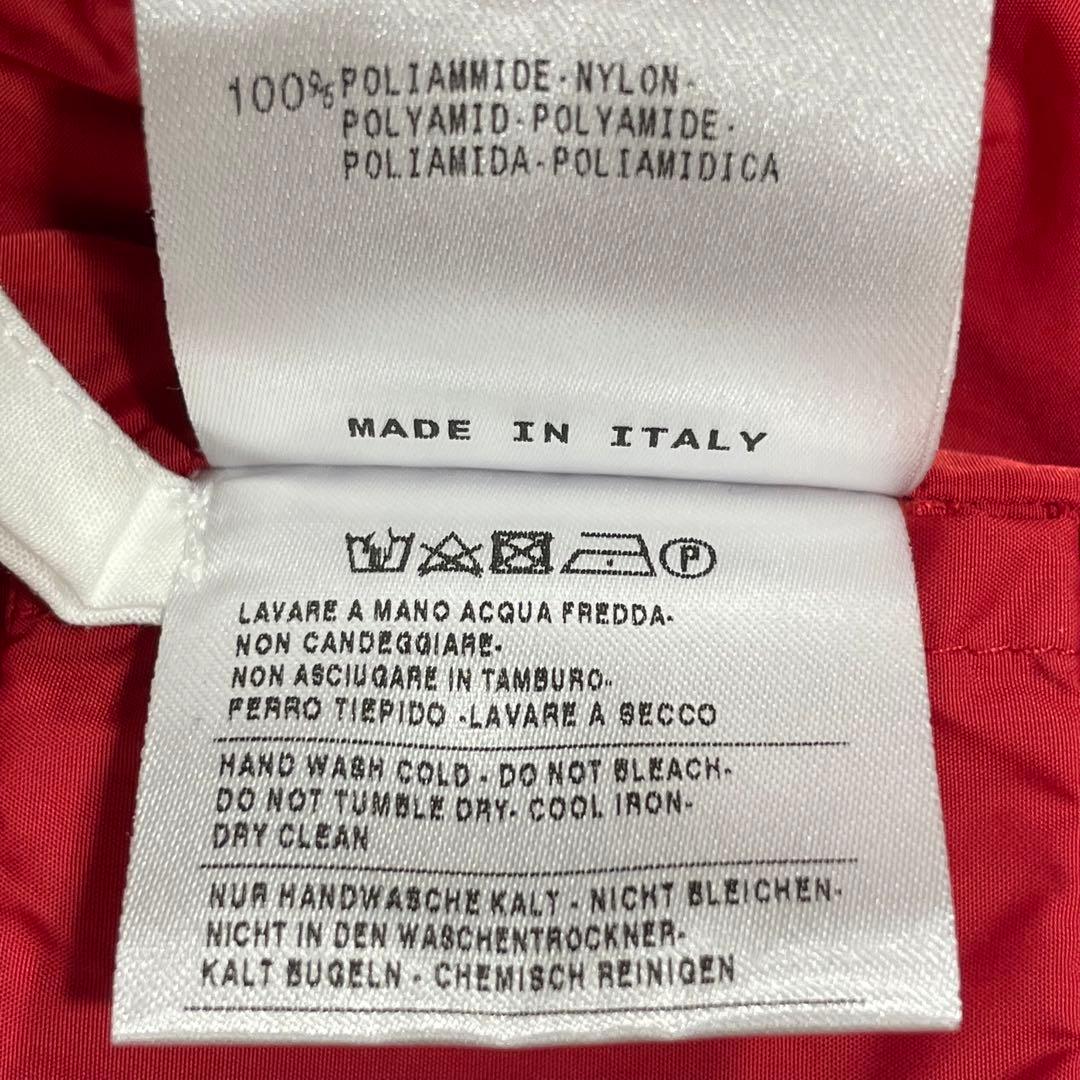 100% POLIAMMIDE·NYLON·
POLYAMID·POLYAMIDE·
POLIAMIDA·POLIAMIDICA
MADE IN ITALY
P
LAVARE A MANO ACQUA FREDDA·
NON CANDEGGIARE·
NON ASCIUGARE IN TAMBURO·
FERRO TIEPIDO ·LAVARE A SECCO
HAND WASH COLD · DO NOT BLEACH·
DO NOT TUMBLE DRY· COOL IRON·
DRY CLEAN
NUR HANDWASCHE KALT · NICHT BLEICHEN·
NICHT IN DEN WASCHENTROCKNER·
KALT BUGELN · CHEMISCH REINIGEN